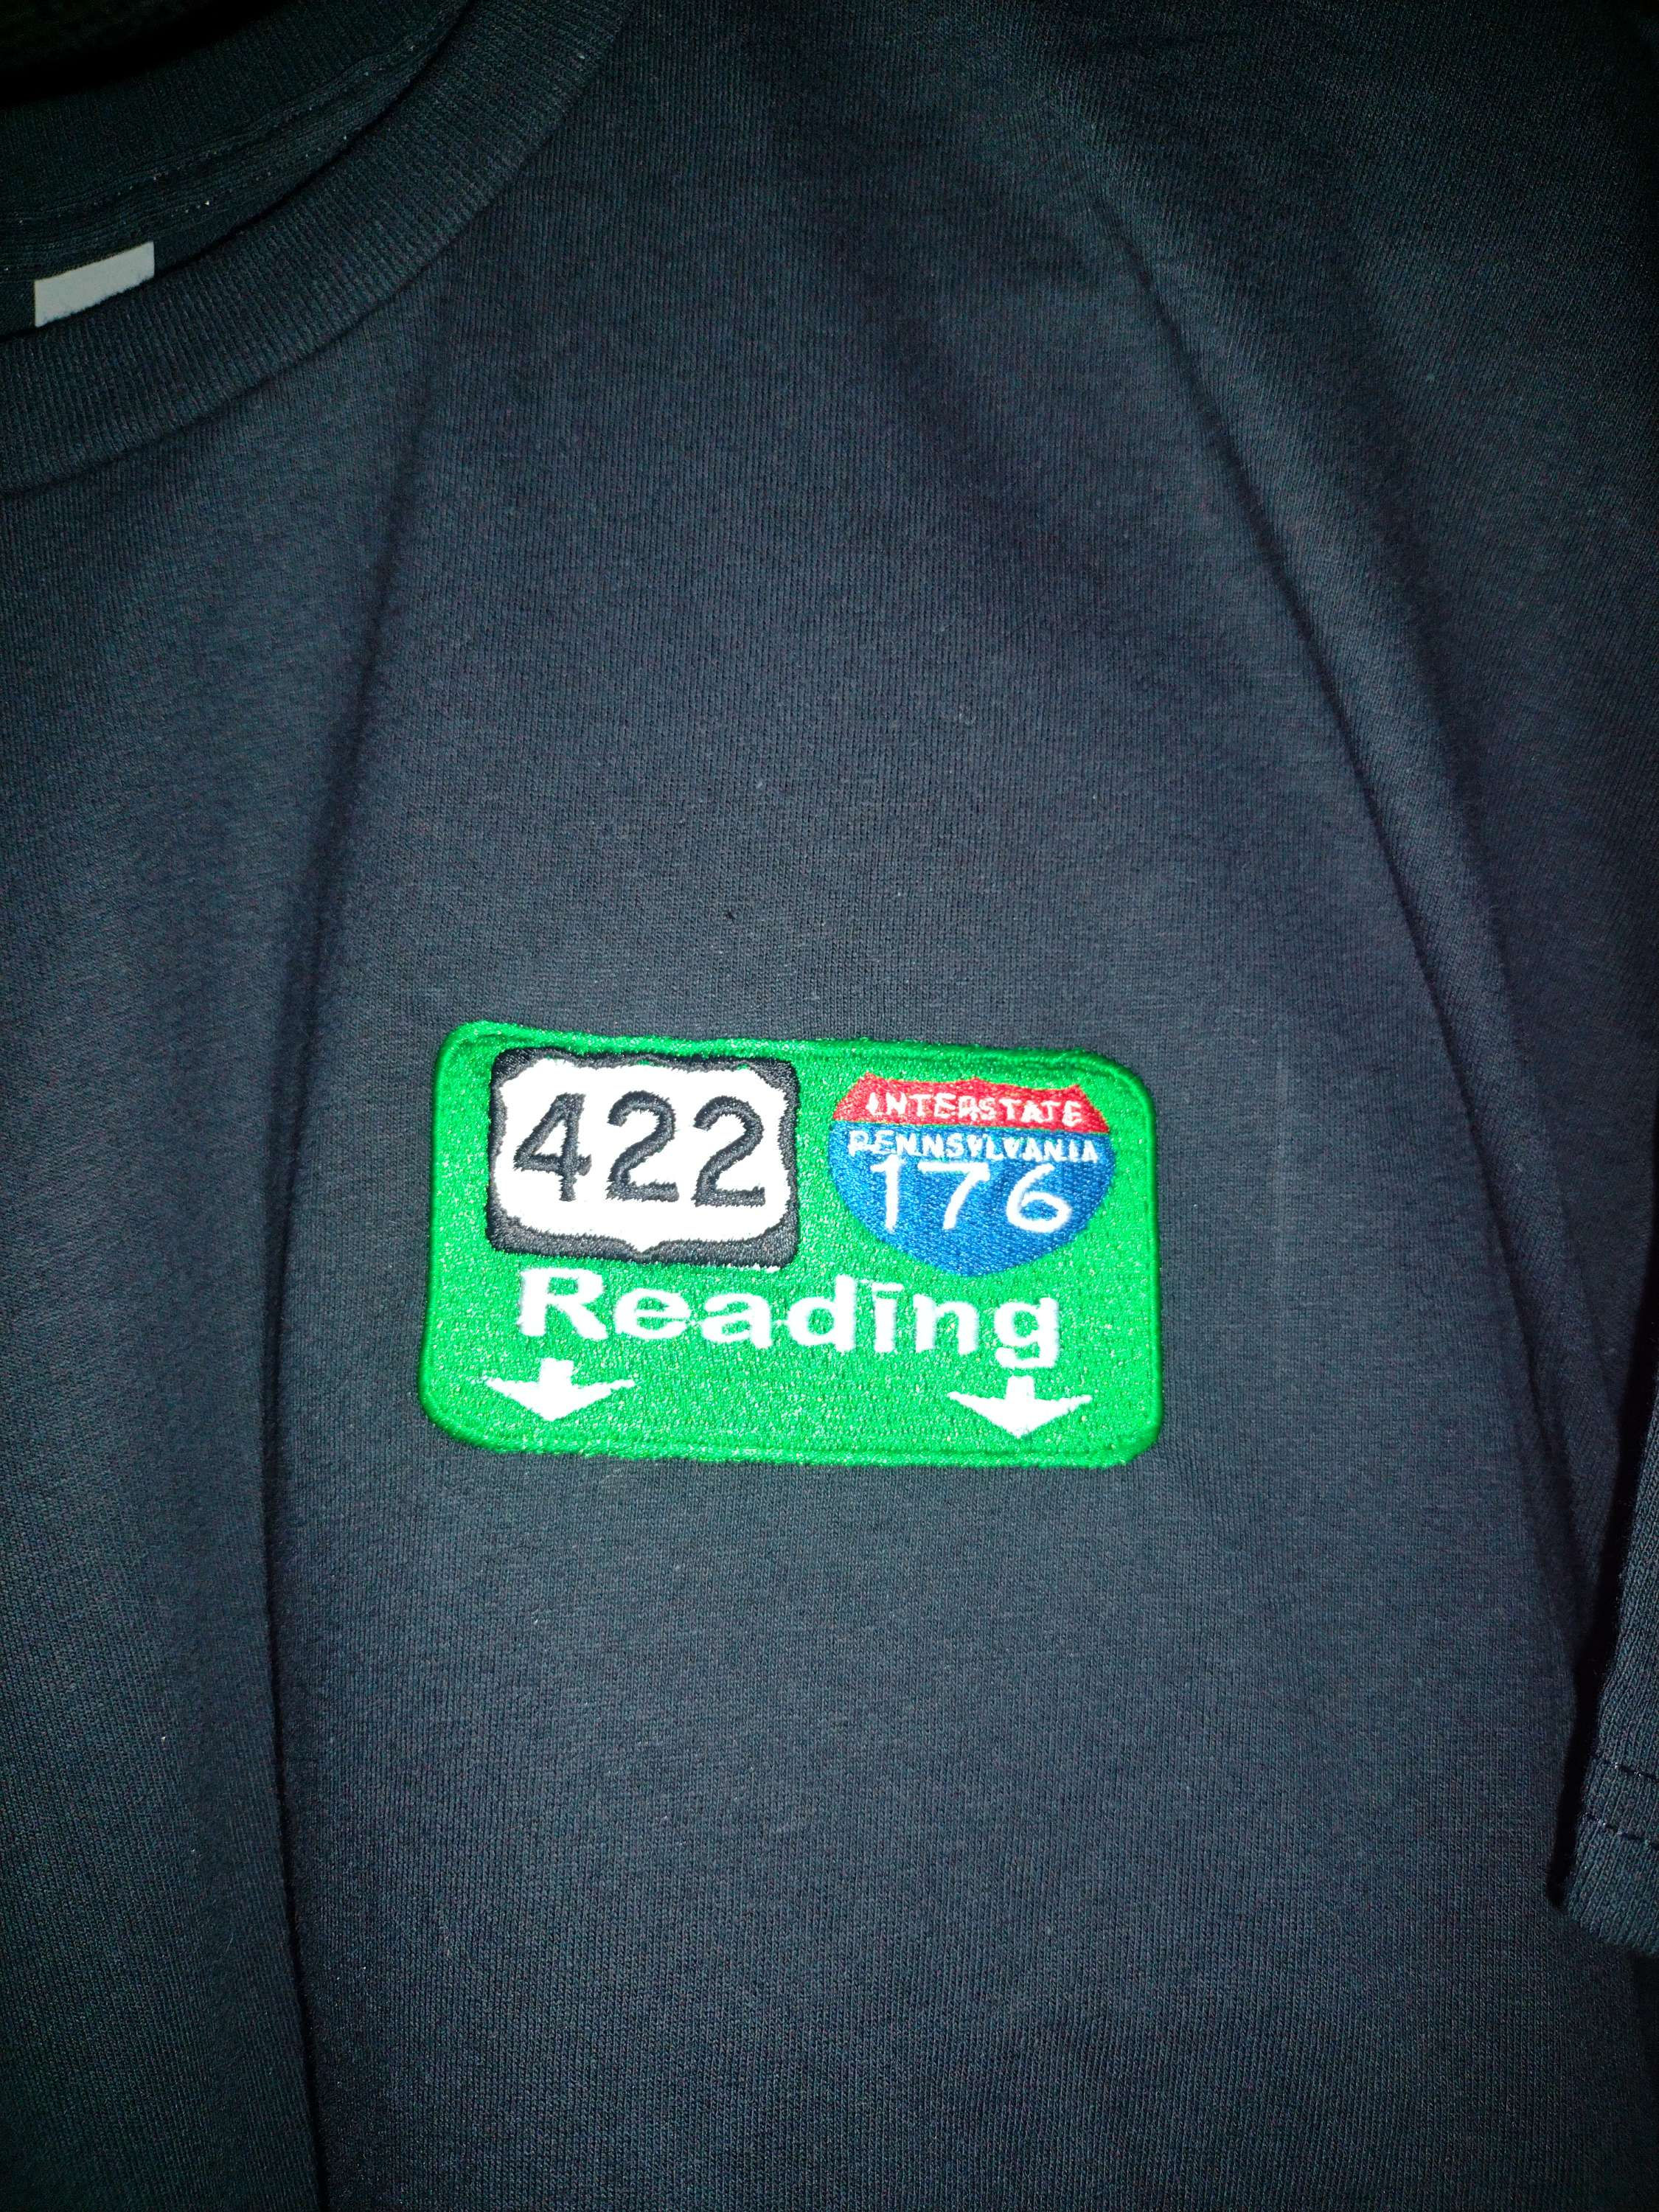 422
INTERSTATE
PENNSYLVANIA
176
Reading